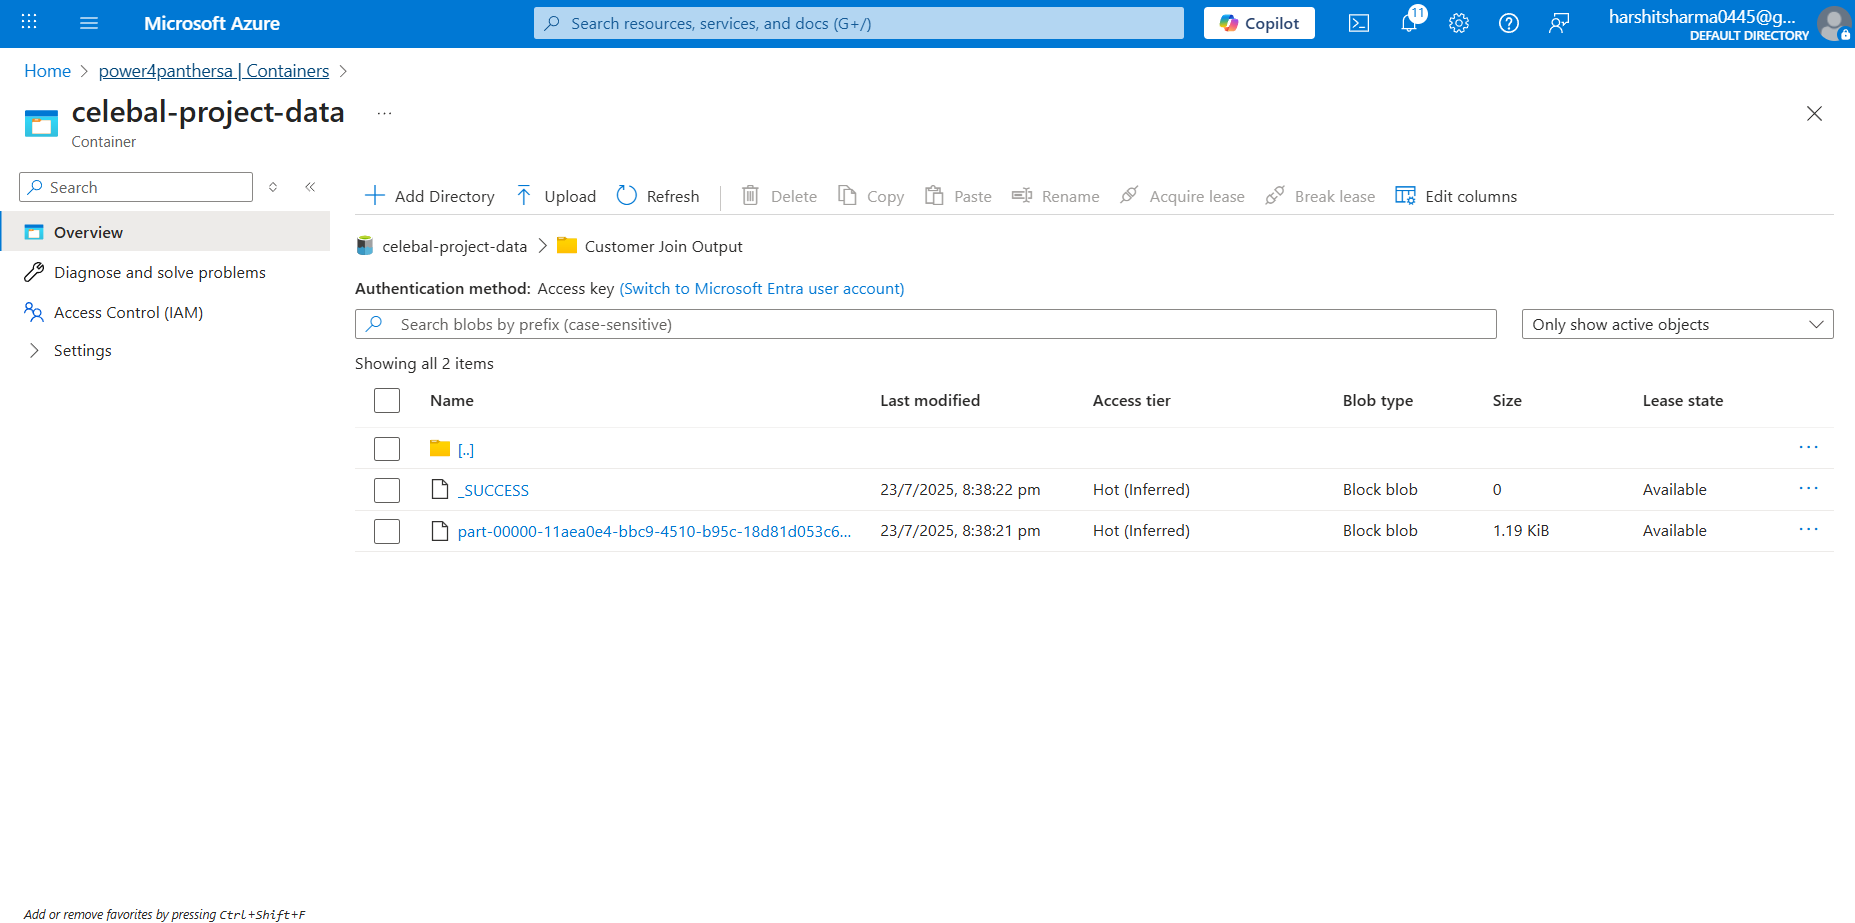 Microsoft Azure
Search resources, services, and docs (G+/)
Copilot
11
harshitsharma0445@g...
DEFAULT DIRECTORY
Home > power4panthersa | Containers >
celebal-project-data ...
Container
Search
Overview
Diagnose and solve problems
Access Control (IAM)
Settings
Add Directory Upload Refresh Delete Copy Paste Rename Acquire lease Break lease Edit columns
celebal-project-data > Customer Join Output
Authentication method: Access key (Switch to Microsoft Entra user account)
Search blobs by prefix (case-sensitive)
Only show active objects
Showing all 2 items
Name Last modified Access tier Blob type Size Lease state
[..] ...
_SUCCESS 23/7/2025, 8:38:22 pm Hot (Inferred) Block blob 0 Available ...
part-00000-11aea0e4-bbc9-4510-b95c-18d81d053c6... 23/7/2025, 8:38:21 pm Hot (Inferred) Block blob 1.19 KiB Available ...
Add or remove favorites by pressing Ctrl+Shift+F